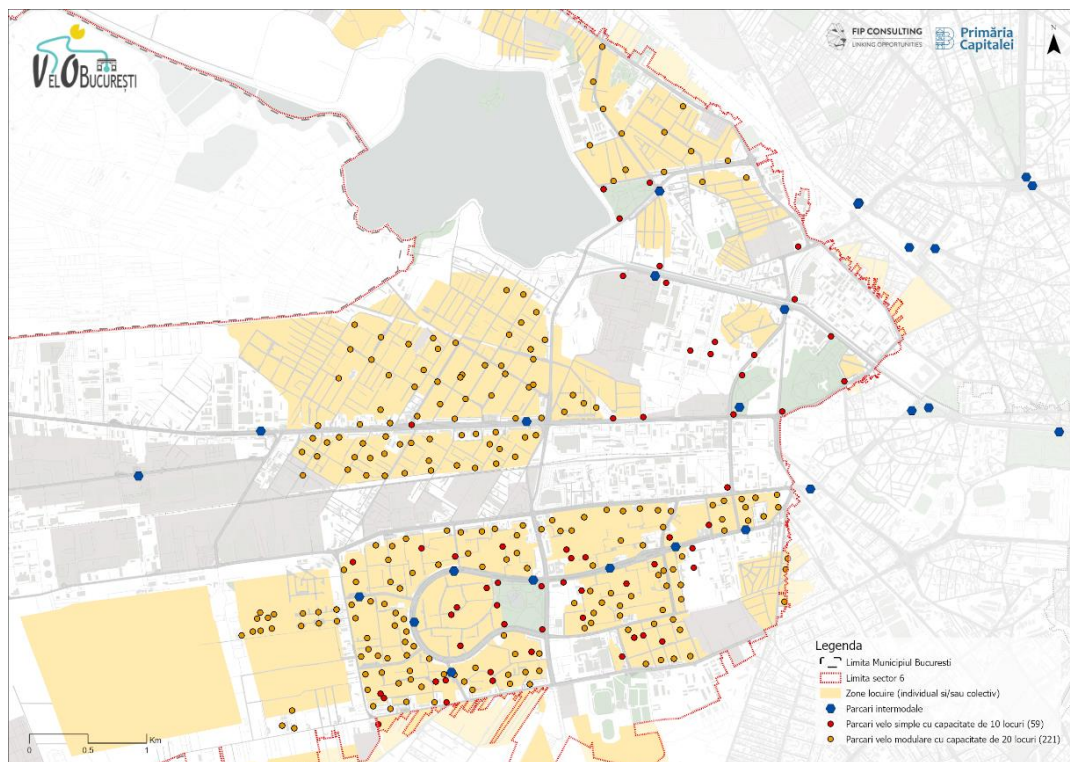 VELO BUCUREȘTI
FIP CONSULTING
LINKING OPPORTUNITIES
Primăria
Capitalei
N
Legenda
Limita Municipiul Bucuresti
Limita sector 6
Zone locuire (individual si/sau colectiv)
Parcari intermodale
Parcari velo simple cu capacitate de 10 locuri (59)
Parcari velo modulare cu capacitate de 20 locuri (221)
0 0.5 1 Km